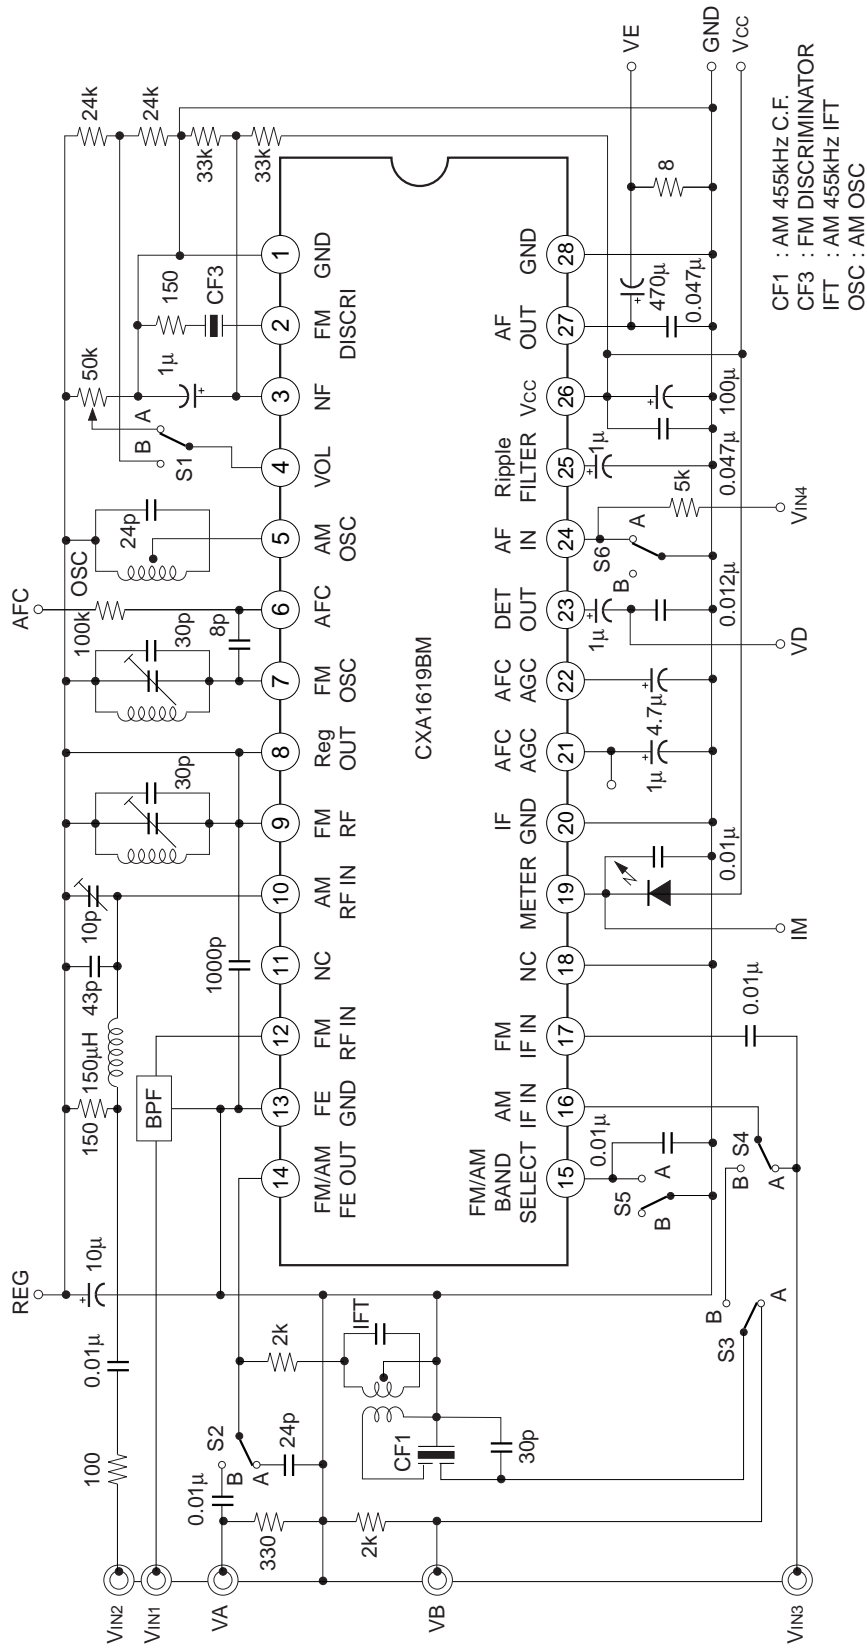 REG
AFC
10μ
150
150μH
43p
10p
30p
100k
30p
8p
OSC
24p
50k
1μ
150
CF3
24k
24k
33k
33k
0.01μ
100
VIN2
VIN1
BPF
1000p
B
A
S1
14
13
12
11
10
9
8
7
6
5
4
3
2
1
FM/AM
FE OUT
FE
GND
FM
RF IN
NC
AM
RF IN
FM
RF
Reg
OUT
FM
OSC
AFC
AM
OSC
VOL
NF
FM
DISCRI
GND
CXA1619BM
FM/AM
BAND
SELECT
AM
IF IN
FM
IF IN
NC
METER
IF
GND
AFC
AGC
AFC
AGC
DET
OUT
AF
IN
Ripple
FILTER
VCC
AF
OUT
GND
15
16
17
18
19
20
21
22
23
24
25
26
27
28
VA
0.01μ
S2
B
A
24p
330
2k
2k
IFT
CF1
30p
VB
VIN3
S3
B
A
S4
B
A
S5
B
A
0.01μ
0.01μ
0.01μ
IM
1μ
4.7μ
1μ
0.012μ
VD
S6
B
A
5k
VIN4
1μ
0.047μ
100μ
470μ
0.047μ
8
VE
GND
VCC
CF1 : AM 455kHz C.F.
CF3 : FM DISCRIMINATOR
IFT : AM 455kHz IFT
OSC : AM OSC